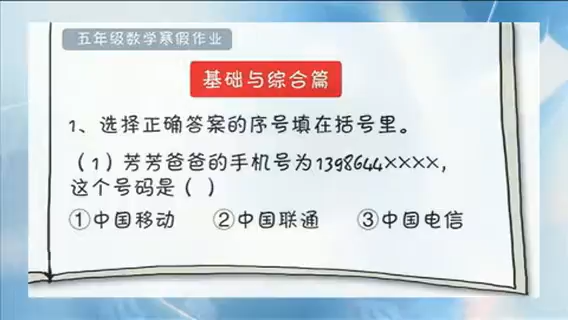 五年级数学寒假作业
基础与综合篇
1、选择正确答案的序号填在括号里。
（1）芳芳爸爸的手机号为1398644××××，
这个号码是（ ）
①中国移动 ②中国联通 ③中国电信